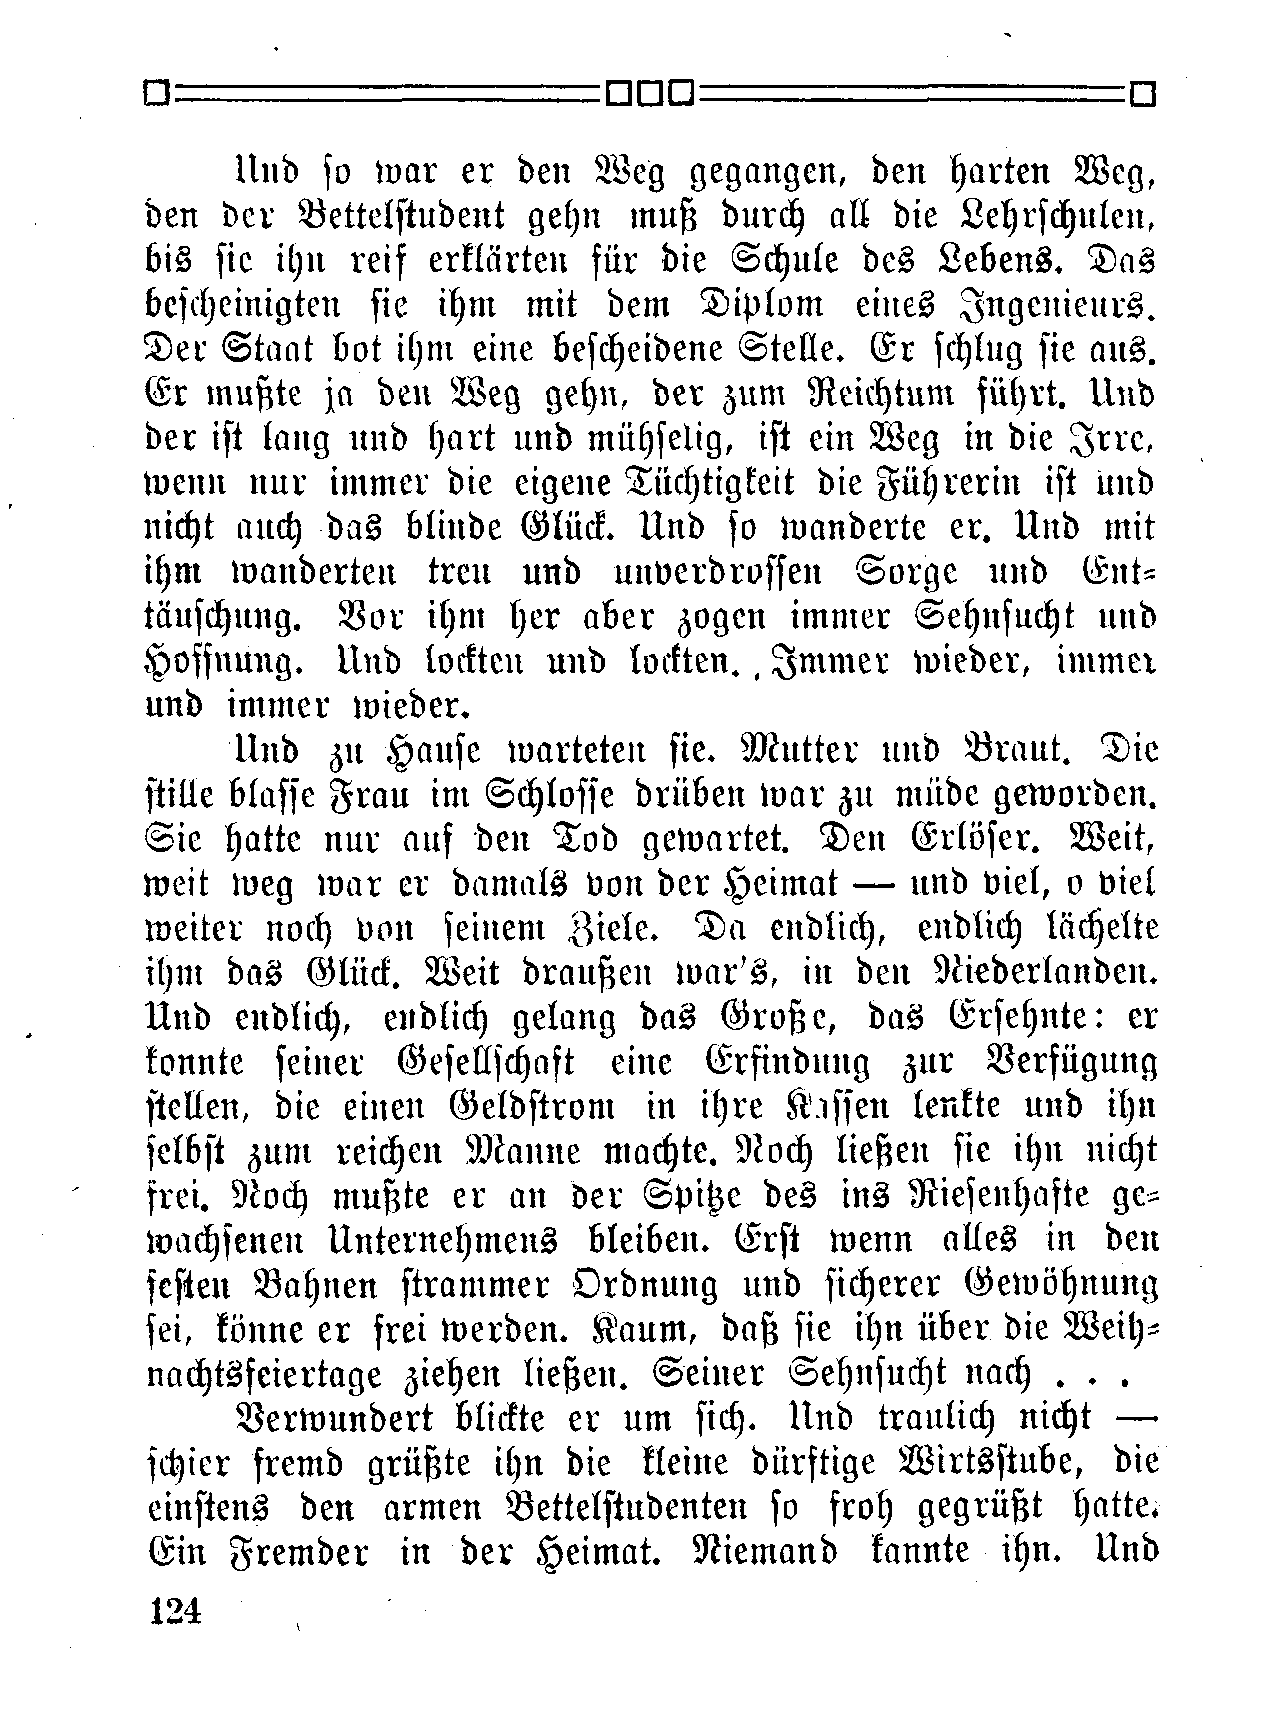 Und so war er den Weg gegangen, den harten Weg,
den der Bettelstudent gehn muß durch all die Lehrschulen,
bis sie ihn reif erklärten für die Schule des Lebens. Das
bescheinigten sie ihm mit dem Diplom eines Ingenieurs.
Der Staat bot ihm eine bescheidene Stelle. Er schlug sie aus.
Er mußte ja den Weg gehn, der zum Reichtum führt. Und
der ist lang und hart und mühselig, ist ein Weg in die Irre,
wenn nur immer die eigene Tüchtigkeit die Führerin ist und
nicht auch das blinde Glück. Und so wanderte er. Und mit
ihm wanderten treu und unverdrossen Sorge und Ent-
täuschung. Vor ihm her aber zogen immer Sehnsucht und
Hoffnung. Und lockten und lockten. Immer wieder, immer
und immer wieder.
Und zu Hause warteten sie. Mutter und Braut. Die
stille blasse Frau im Schlosse drüben war zu müde geworden.
Sie hatte nur auf den Tod gewartet. Den Erlöser. Weit,
weit weg war er damals von der Heimat — und viel, o viel
weiter noch von seinem Ziele. Da endlich, endlich lächelte
ihm das Glück. Weit draußen war's, in den Niederlanden.
Und endlich, endlich gelang das Große, das Ersehnte: er
konnte seiner Gesellschaft eine Erfindung zur Verfügung
stellen, die einen Geldstrom in ihre Kassen lenkte und ihn
selbst zum reichen Manne machte. Noch ließen sie ihn nicht
frei. Noch mußte er an der Spitze des ins Riesenhafte ge-
wachsenen Unternehmens bleiben. Erst wenn alles in den
festen Bahnen strammer Ordnung und sicherer Gewöhnung
sei, könne er frei werden. Kaum, daß sie ihn über die Weih-
nachtsfeiertage ziehen ließen. Seiner Sehnsucht nach . . .
Verwundert blickte er um sich. Und traulich nicht —
schier fremd grüßte ihn die kleine dürftige Wirtsstube, die
einstens den armen Bettelstudenten so froh gegrüßt hatte.
Ein Fremder in der Heimat. Niemand kannte ihn. Und
124